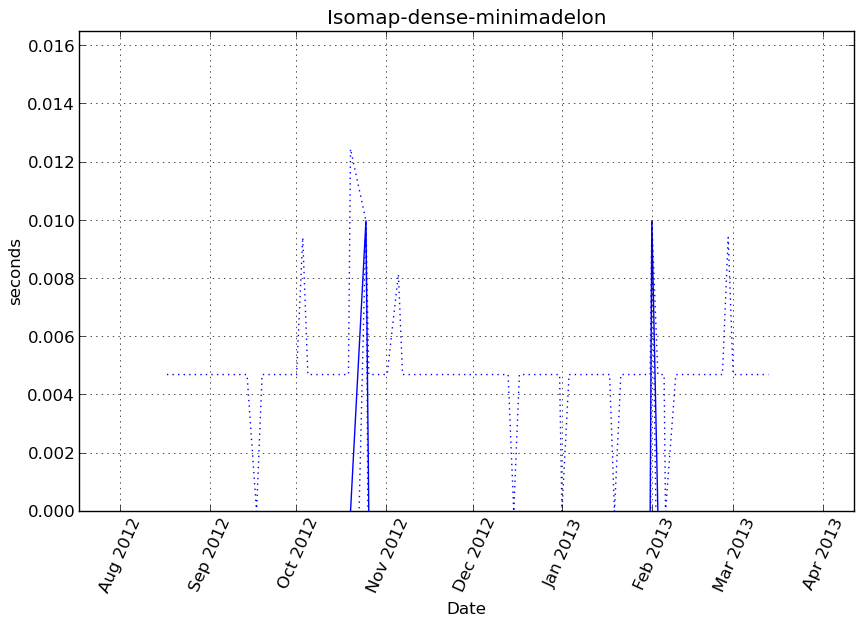 Isomap-dense-minimadelon
0.016
0.014
0.012
0.010
0.008
0.006
0.004
0.002
0.000
seconds
Aug 2012
Sep 2012
Oct 2012
Nov 2012
Dec 2012
Jan 2013
Feb 2013
Mar 2013
Apr 2013
Date